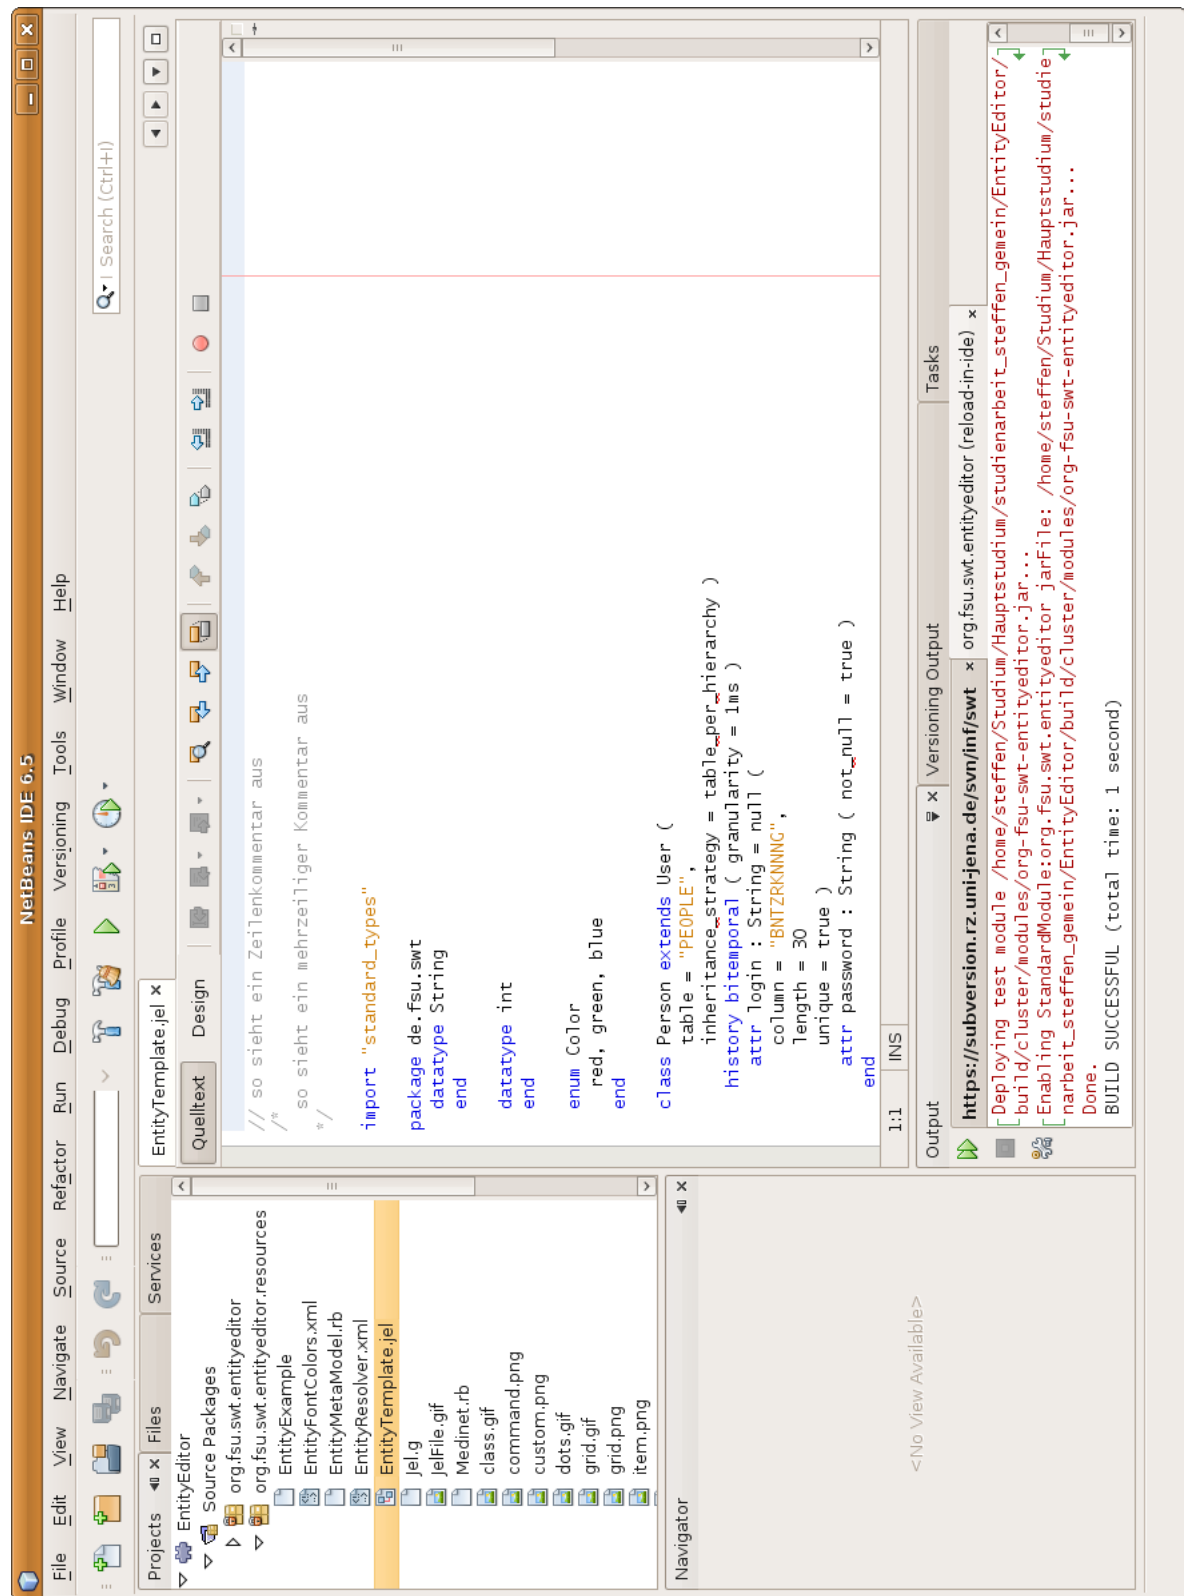 NetBeans IDE 6.5
File Edit View Navigate Source Refactor Run Debug Profile Versioning Tools Window Help
Search (Ctrl+I)
Projects Files Services
EntityEditor
Source Packages
org.fsu.swt.entityeditor
org.fsu.swt.entityeditor.resources
EntityExample
EntityFontColors.xml
EntityMetaModel.rb
EntityResolver.xml
EntityTemplate.jel
Jel.g
JelFile.gif
Medinet.rb
class.gif
command.png
custom.png
dots.gif
grid.gif
grid.png
item.png
Navigator
<No View Available>
EntityTemplate.jel
Quelltext Design
// so sieht ein Zeilenkommentar aus
/*
so sieht ein mehrzeiliger Kommentar aus
*/
import "standard_types"
package de.fsu.swt
datatype String
end
datatype int
end
enum Color
red, green, blue
end
class Person extends User (
table = "PEOPLE",
inheritance_strategy = table_per_hierarchy )
history bitemporal ( granularity = 1ms )
attr login : String = null (
column = "BNTZRKNNNG",
length = 30
unique = true )
attr password : String ( not_null = true )
end
1:1 INS
Output Versioning Output Tasks
https://subversion.rz.uni-jena.de/svn/inf/swt org.fsu.swt.entityeditor (reload-in-ide)
Deploying test module /home/steffen/Studium/Hauptstudium/studienarbeit_steffen_gemein/EntityEditor/
build/cluster/modules/org-fsu-swt-entityeditor.jar...
Enabling StandardModule:org.fsu.swt.entityeditor jarFile: /home/steffen/Studium/Hauptstudium/studie
narbeit_steffen_gemein/EntityEditor/build/cluster/modules/org-fsu-swt-entityeditor.jar...
Done.
BUILD SUCCESSFUL (total time: 1 second)